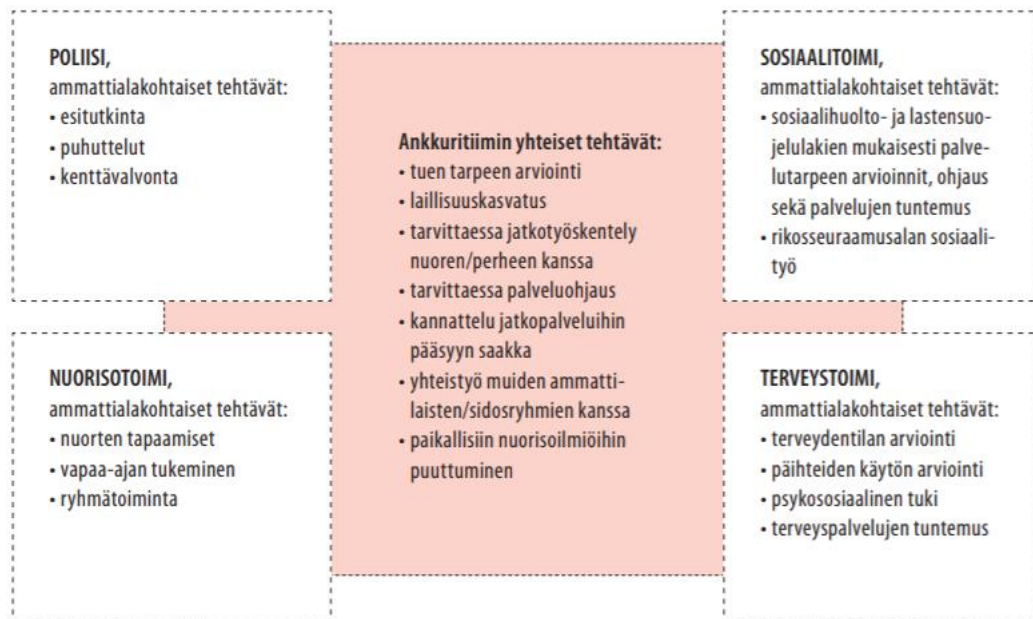 POLIISI,
ammattialakohtaiset tehtävät:
• esitutkinta
• puhuttelut
• kenttävalvonta
Ankkuritiimin yhteiset tehtävät:
• tuen tarpeen arviointi
• laillisuuskasvatus
• tarvittaessa jatkotyöskentely
nuoren/perheen kanssa
• tarvittaessa palveluohjaus
• kannattelu jatkopalveluihin
pääsyyn saakka
• yhteistyö muiden ammatti-
laisten/sidosryhmien kanssa
• paikallisiin nuorisoilmiöihin
puuttuminen
SOSIAALITOIMI,
ammattialakohtaiset tehtävät:
• sosiaalihuolto- ja lastensuo-
jelulakien mukaisesti palve-
lutarpeen arvioinnit, ohjaus
sekä palvelujen tuntemus
• rikosseuraamusalan sosiaali-
työ
NUORISOTOIMI,
ammattialakohtaiset tehtävät:
• nuorten tapaamiset
• vapaa-ajan tukeminen
• ryhmätoiminta
TERVEYSTOIMI,
ammattialakohtaiset tehtävät:
• terveydentilan arviointi
• päihteiden käytön arviointi
• psykososiaalinen tuki
• terveyspalvelujen tuntemus